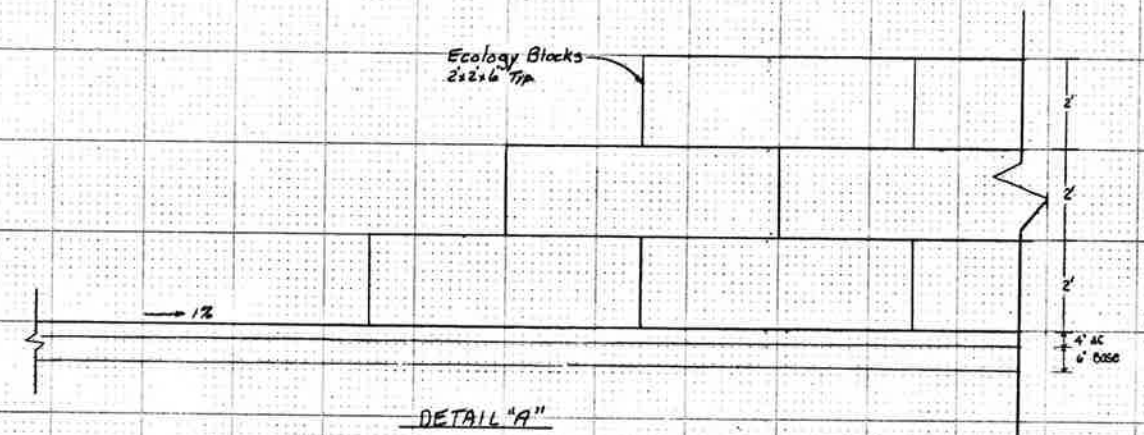 Ecology Blocks
2'x2'x6' Typ.
2'
2'
2'
1%
4" AC
6" Base
DETAIL "A"